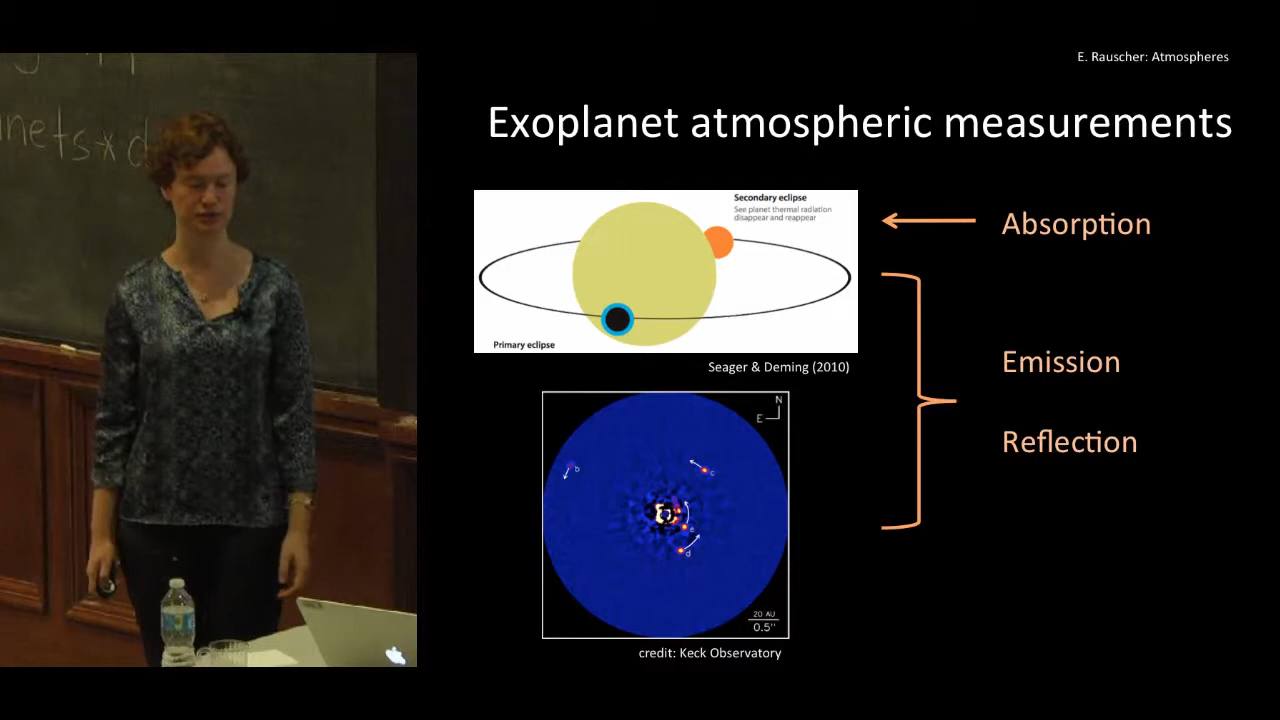 E. Rauscher: Atmospheres
Exoplanet atmospheric measurements
Secondary eclipse
See planet thermal radiation
disappear and reappear
Primary eclipse
Seager & Deming (2010)
Absorption
Emission
Reflection
N
E
b
c
e
d
20 AU
0.5"
credit: Keck Observatory